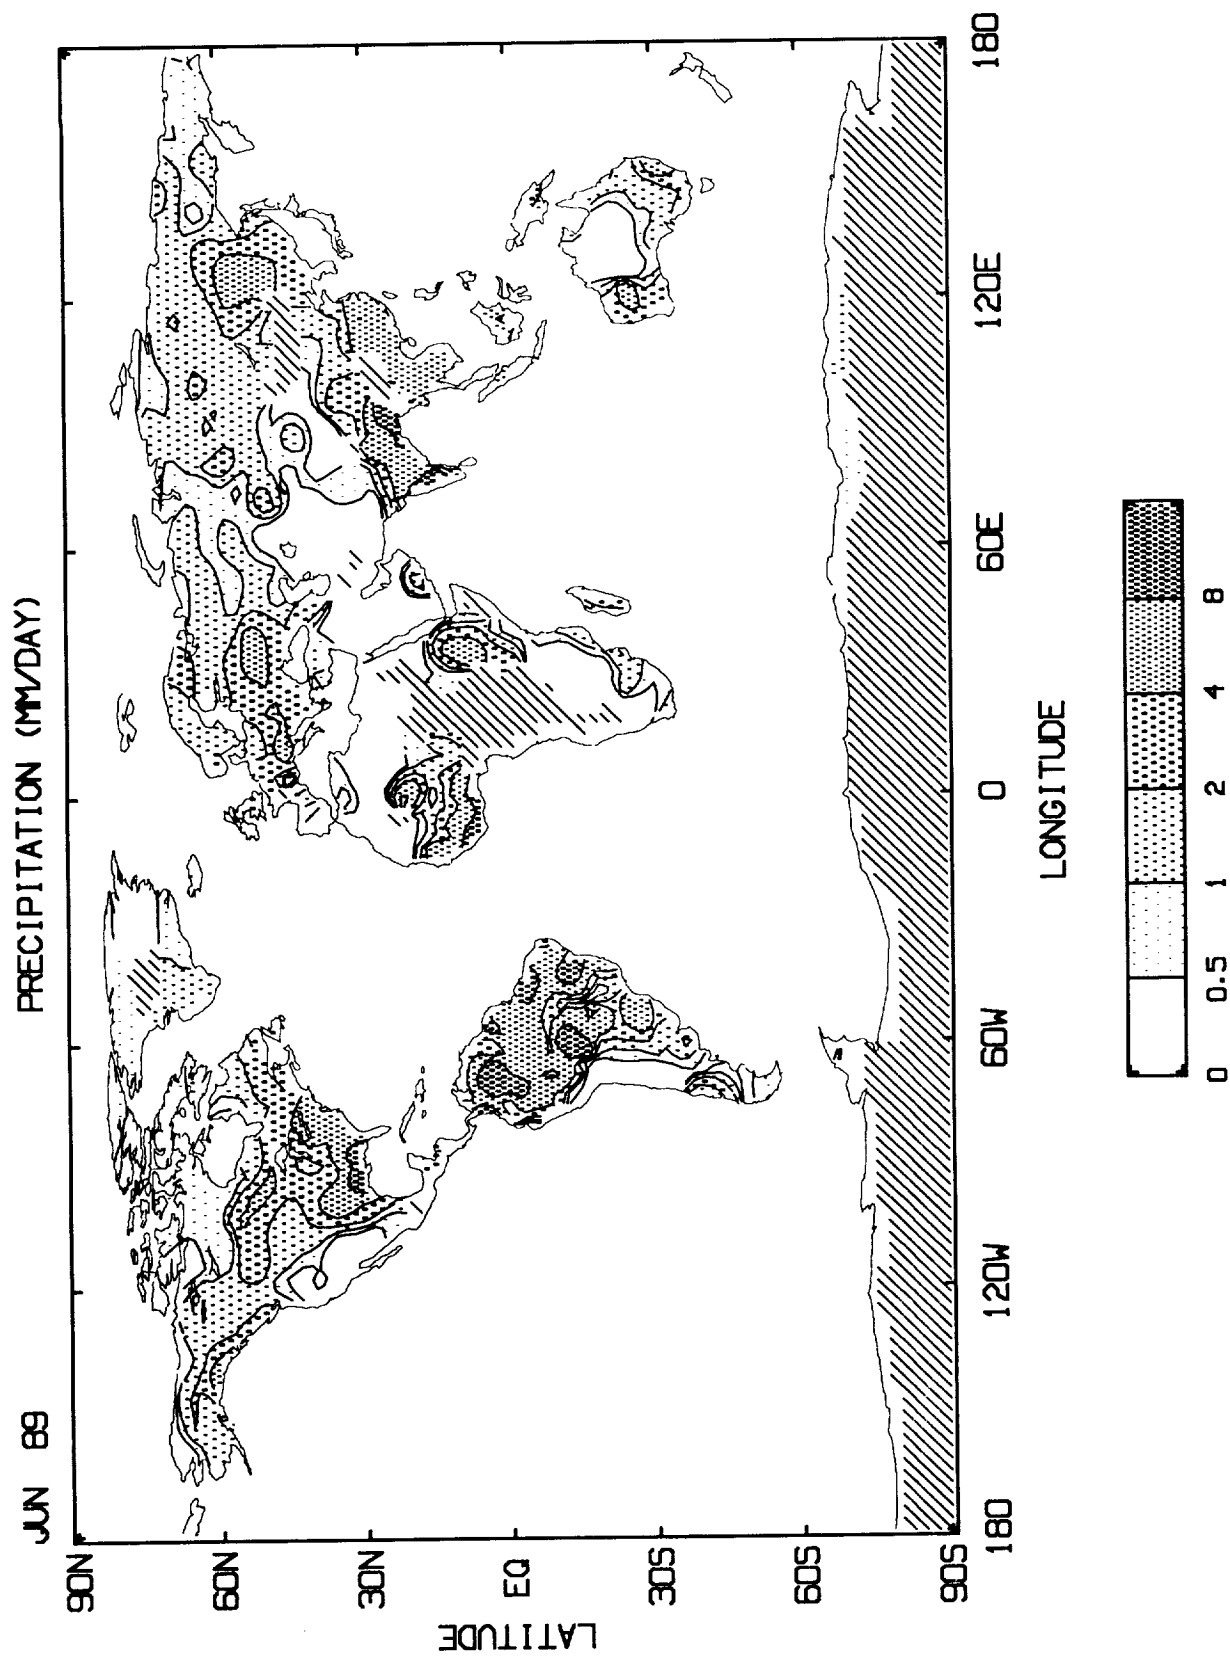 JUN 89 PRECIPITATION (MM/DAY)
90N
60N
30N
EQ
30S
60S
90S
LATITUDE
180 120W 60W 0 60E 120E 180
LONGITUDE
0 0.5 1 2 4 8